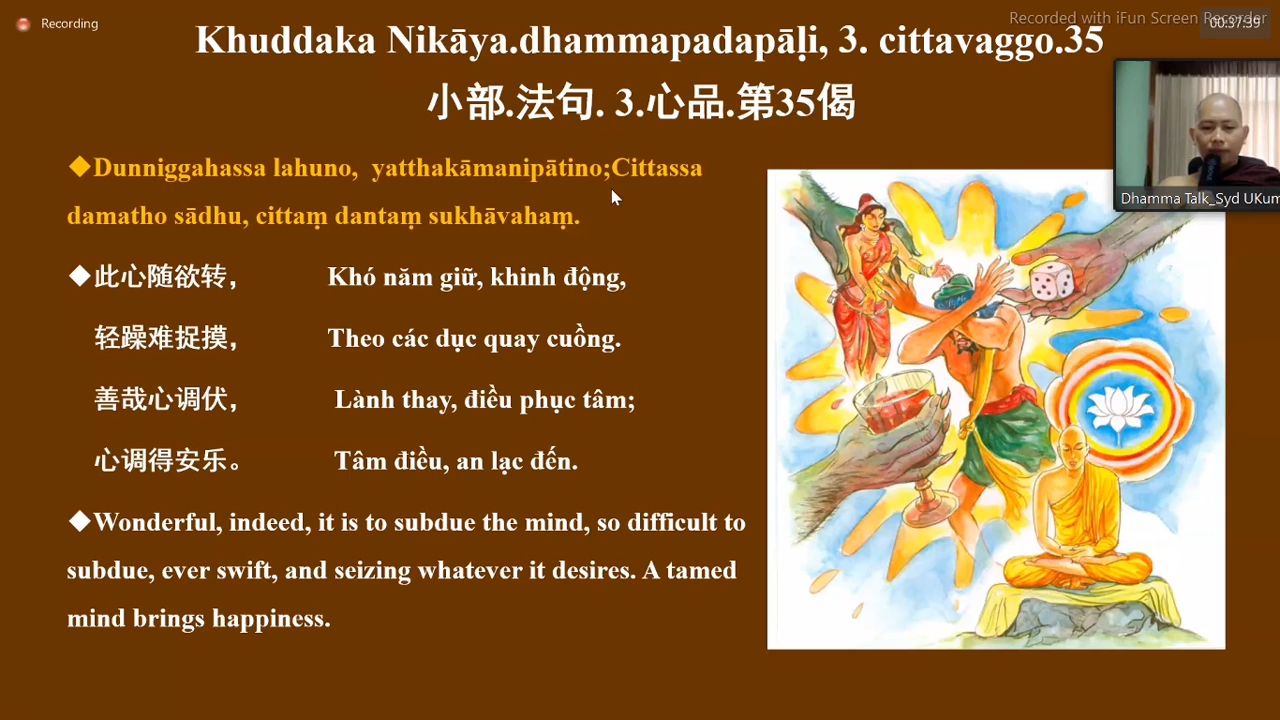 Recording
Recorded with iFun Screen Recorder
00:37:39
Khuddaka Nikāya.dhammapadapāḷi, 3. cittavaggo.35
小部.法句. 3.心品.第35偈
◆Dunniggahassa lahuno, yatthakāmanipātino;Cittassa
damatho sādhu, cittaṃ dantaṃ sukhāvahaṃ.
◆此心随欲转， Khó năm giữ, khinh động,
轻躁难捉摸， Theo các dục quay cuồng.
善哉心调伏， Lành thay, điều phục tâm;
心调得安乐。 Tâm điều, an lạc đến.
◆Wonderful, indeed, it is to subdue the mind, so difficult to
subdue, ever swift, and seizing whatever it desires. A tamed
mind brings happiness.
Dhamma Talk_Syd UKum